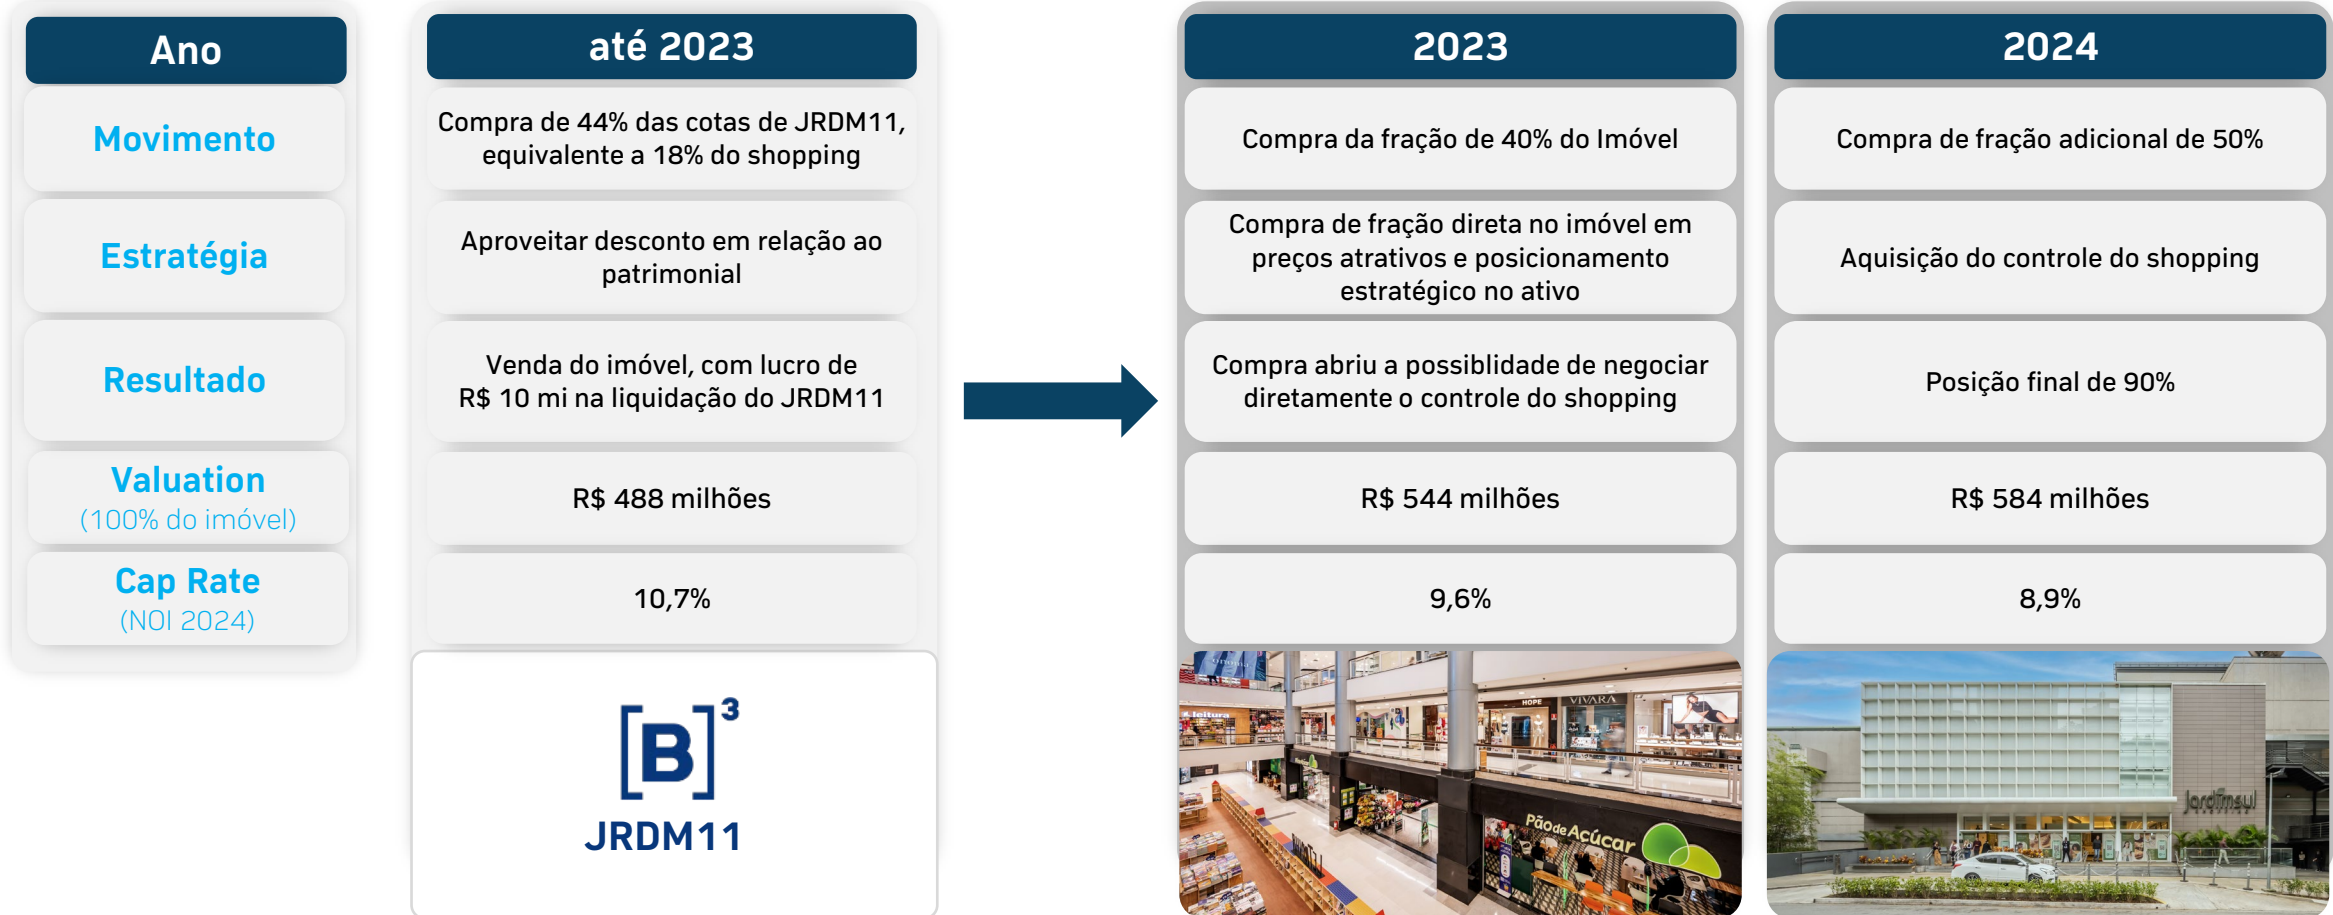 Ano
até 2023
2023
2024
Movimento
Compra de 44% das cotas de JRDM11,
equivalente a 18% do shopping
Compra da fração de 40% do Imóvel
Compra de fração adicional de 50%
Estratégia
Aproveitar desconto em relação ao
patrimonial
Compra de fração direta no imóvel em
preços atrativos e posicionamento
estratégico no ativo
Aquisição do controle do shopping
Resultado
Venda do imóvel, com lucro de
R$ 10 mi na liquidação do JRDM11
Compra abriu a possiblidade de negociar
diretamente o controle do shopping
Posição final de 90%
Valuation
(100% do imóvel)
R$ 488 milhões
R$ 544 milhões
R$ 584 milhões
Cap Rate
(NOI 2024)
10,7%
9,6%
8,9%
[B]³
JRDM11
leitura
HOPE
VIVARA
Pão de Açúcar
jardimsul